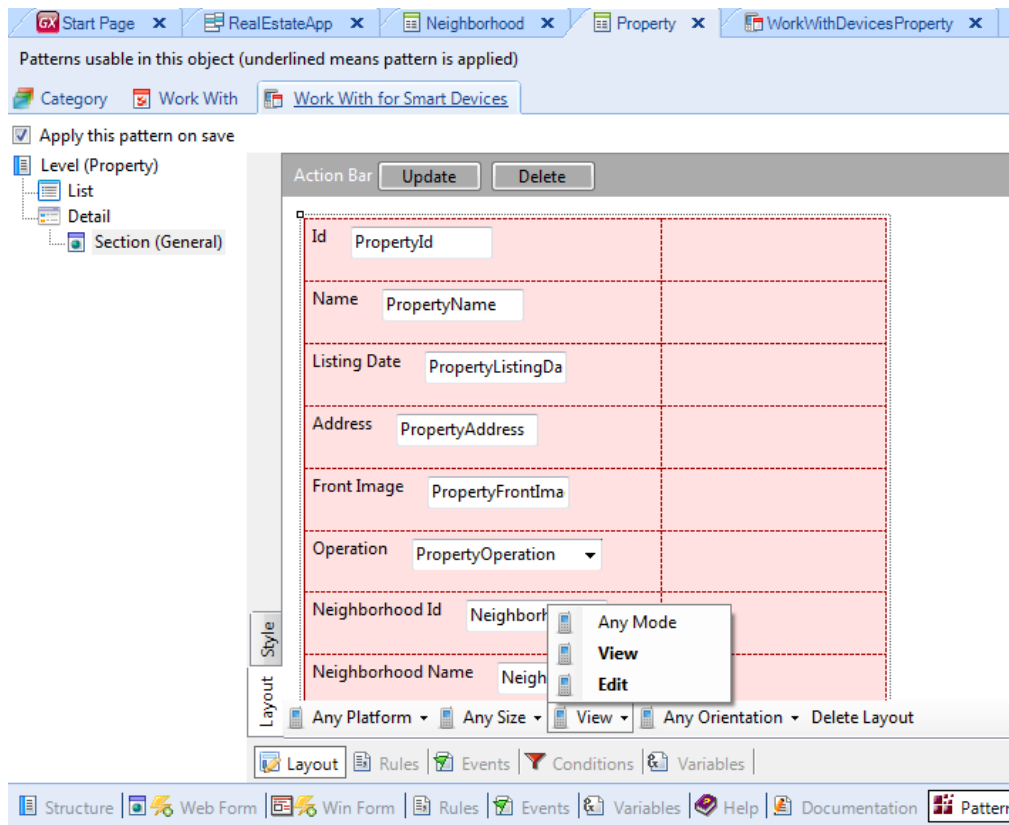 GX Start Page x RealEstateApp x Neighborhood x Property x WorkWithDevicesProperty x
Patterns usable in this object (underlined means pattern is applied)
Category Work With Work With for Smart Devices
Apply this pattern on save
Level (Property)
List
Detail
Section (General)
Action Bar Update Delete
Id PropertyId
Name PropertyName
Listing Date PropertyListingDa
Address PropertyAddress
Front Image PropertyFrontIma
Operation PropertyOperation
Neighborhood Id Neighborh
Neighborhood Name Neigh
Any Mode
View
Edit
Style
Layout
Any Platform Any Size View Any Orientation Delete Layout
Layout Rules Events Conditions Variables
Structure Web Form Win Form Rules Events Variables Help Documentation Pattern